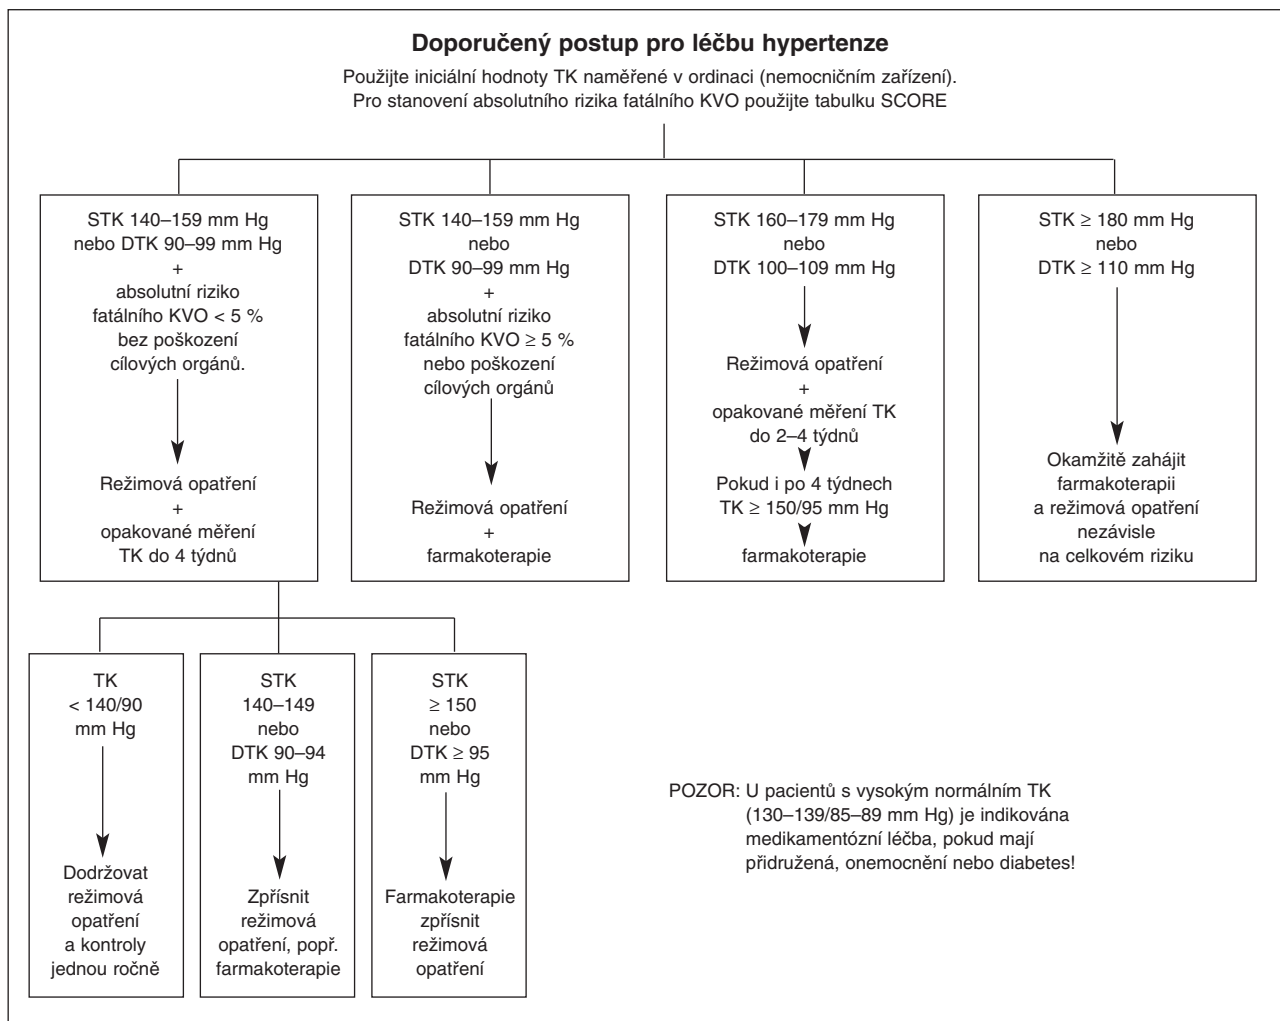 Doporučený postup pro léčbu hypertenze
Použijte iniciální hodnoty TK naměřené v ordinaci (nemocničním zařízení).
Pro stanovení absolutního rizika fatálního KVO použijte tabulku SCORE
STK 140–159 mm Hg
nebo DTK 90–99 mm Hg
+
absolutní riziko
fatálního KVO < 5 %
bez poškození
cílových orgánů.
Režimová opatření
+
opakované měření
TK do 4 týdnů
STK 140–159 mm Hg
nebo
DTK 90–99 mm Hg
+
absolutní riziko
fatálního KVO ≥ 5 %
nebo poškození
cílových orgánů
Režimová opatření
+
farmakoterapie
STK 160–179 mm Hg
nebo
DTK 100–109 mm Hg
Režimová opatření
+
opakované měření TK
do 2–4 týdnů
Pokud i po 4 týdnech
TK ≥ 150/95 mm Hg
farmakoterapie
STK ≥ 180 mm Hg
nebo
DTK ≥ 110 mm Hg
Okamžitě zahájit
farmakoterapii
a režimová opatření
nezávisle
na celkovém riziku
TK
< 140/90
mm Hg
Dodržovat
režimová
opatření
a kontroly
jednou ročně
STK
140–149
nebo
DTK 90–94
mm Hg
Zpřísnit
režimová
opatření, popř.
farmakoterapie
STK
≥ 150
nebo
DTK ≥ 95
mm Hg
Farmakoterapie
zpřísnit
režimová
opatření
POZOR: U pacientů s vysokým normálním TK
(130–139/85–89 mm Hg) je indikována
medikamentózní léčba, pokud mají
přidružená, onemocnění nebo diabetes!